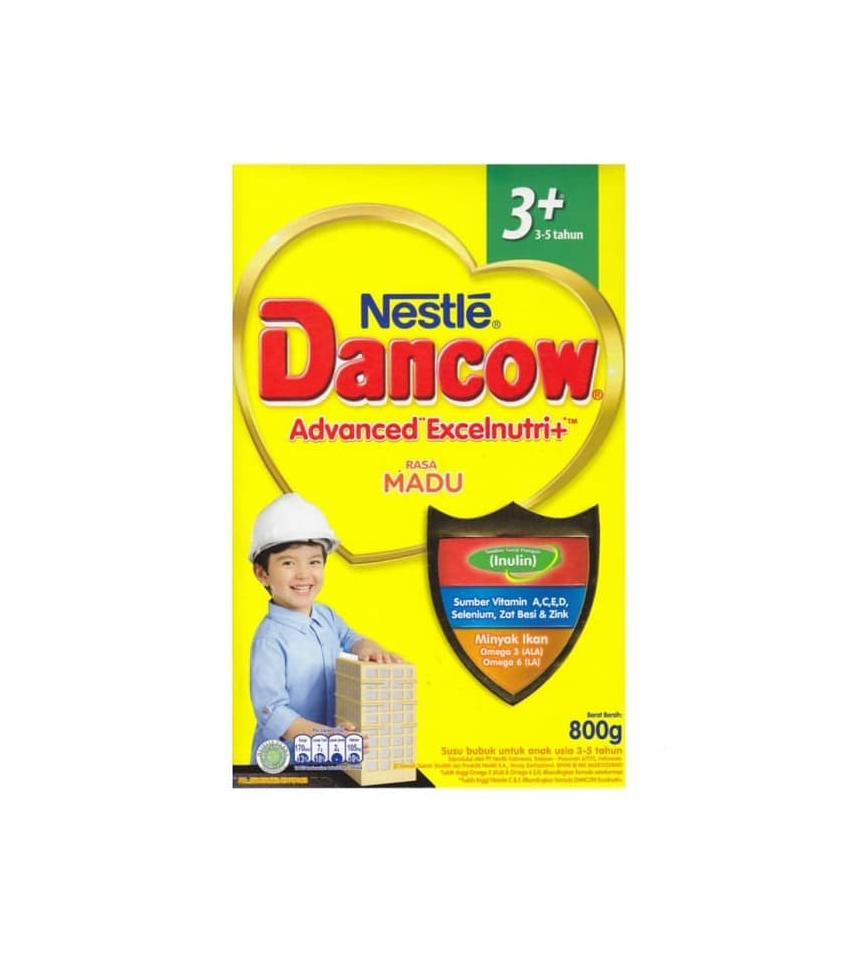 3+
3-5 tahun
Nestlé®
Dancow®
Advanced++ Excelnutri+™
RASA
MADU
(Inulin)
Sumber Vitamin A,C,E,D,
Selenium, Zat Besi & Zink
Minyak Ikan
Omega 3 (ALA)
Omega 6 (LA)
Berat Bersih:
800g
Susu bubuk untuk anak usia 3-5 tahun